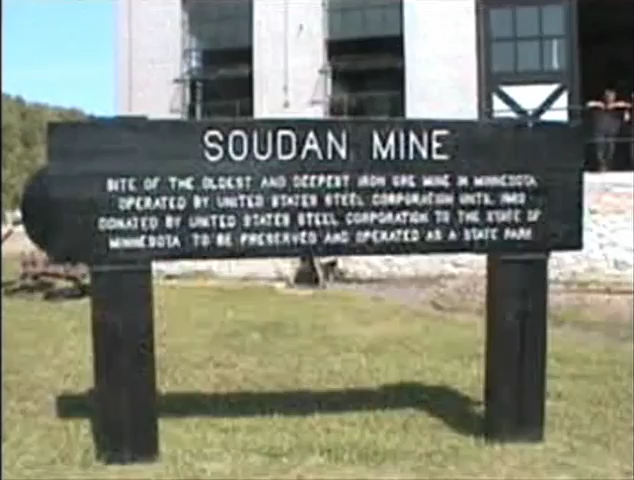 SOUDAN MINE
SITE OF THE OLDEST AND DEEPEST IRON ORE MINE IN MINNESOTA
OPERATED BY UNITED STATES STEEL CORPORATION UNTIL
DONATED BY UNITED STATES STEEL CORPORATION TO THE STATE OF
MINNESOTA TO BE PRESERVED AND OPERATED AS A STATE PARK